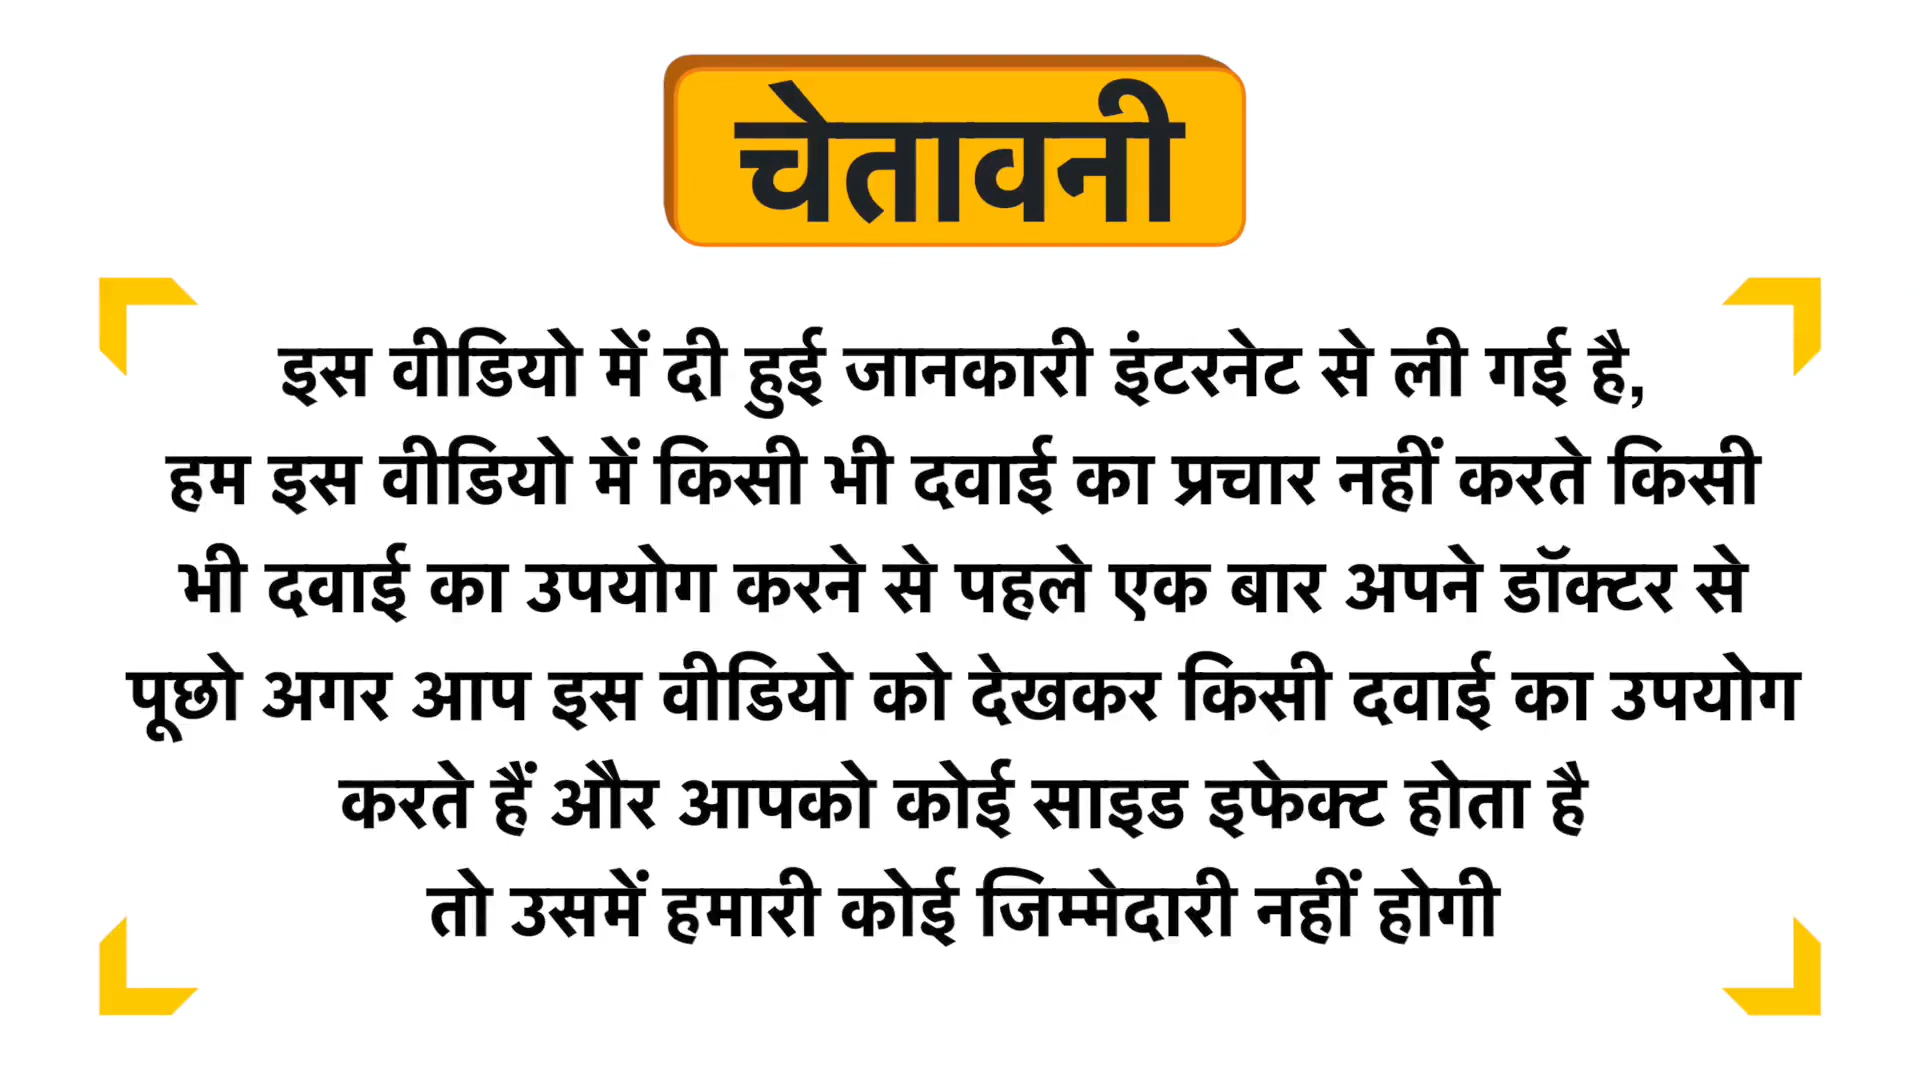 चेतावनी
इस वीडियो में दी हुई जानकारी इंटरनेट से ली गई है,
हम इस वीडियो में किसी भी दवाई का प्रचार नहीं करते किसी
भी दवाई का उपयोग करने से पहले एक बार अपने डॉक्टर से
पूछो अगर आप इस वीडियो को देखकर किसी दवाई का उपयोग
करते हैं और आपको कोई साइड इफेक्ट होता है
तो उसमें हमारी कोई जिम्मेदारी नहीं होगी